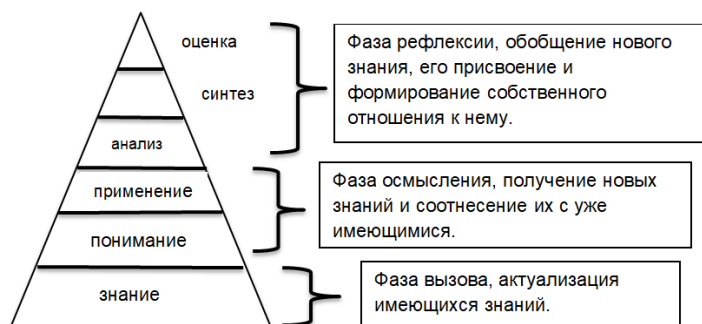 оценка
синтез
анализ
Фаза рефлексии, обобщение нового
знания, его присвоение и
формирование собственного
отношения к нему.
применение
понимание
Фаза осмысления, получение новых
знаний и соотнесение их с уже
имеющимися.
знание
Фаза вызова, актуализация
имеющихся знаний.